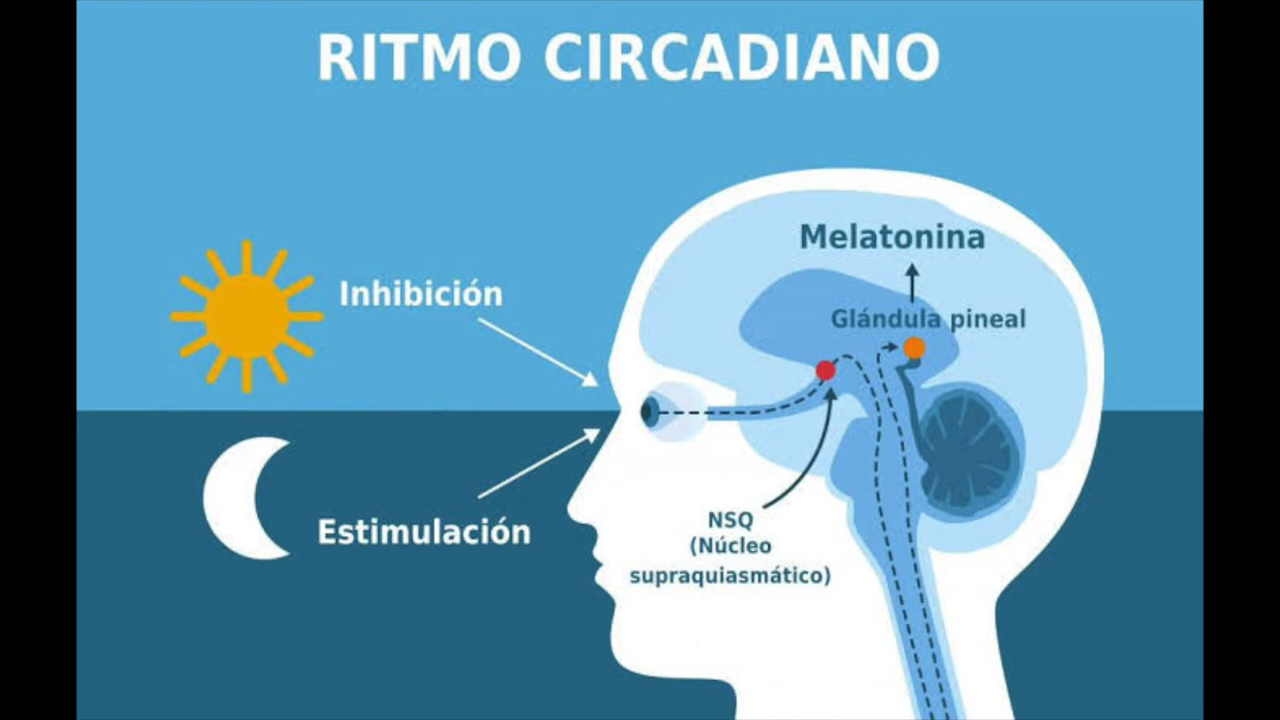 RITMO CIRCADIANO
Melatonina
Inhibición
Glándula pineal
NSQ
Estimulación
(Núcleo
supraquiasmático)